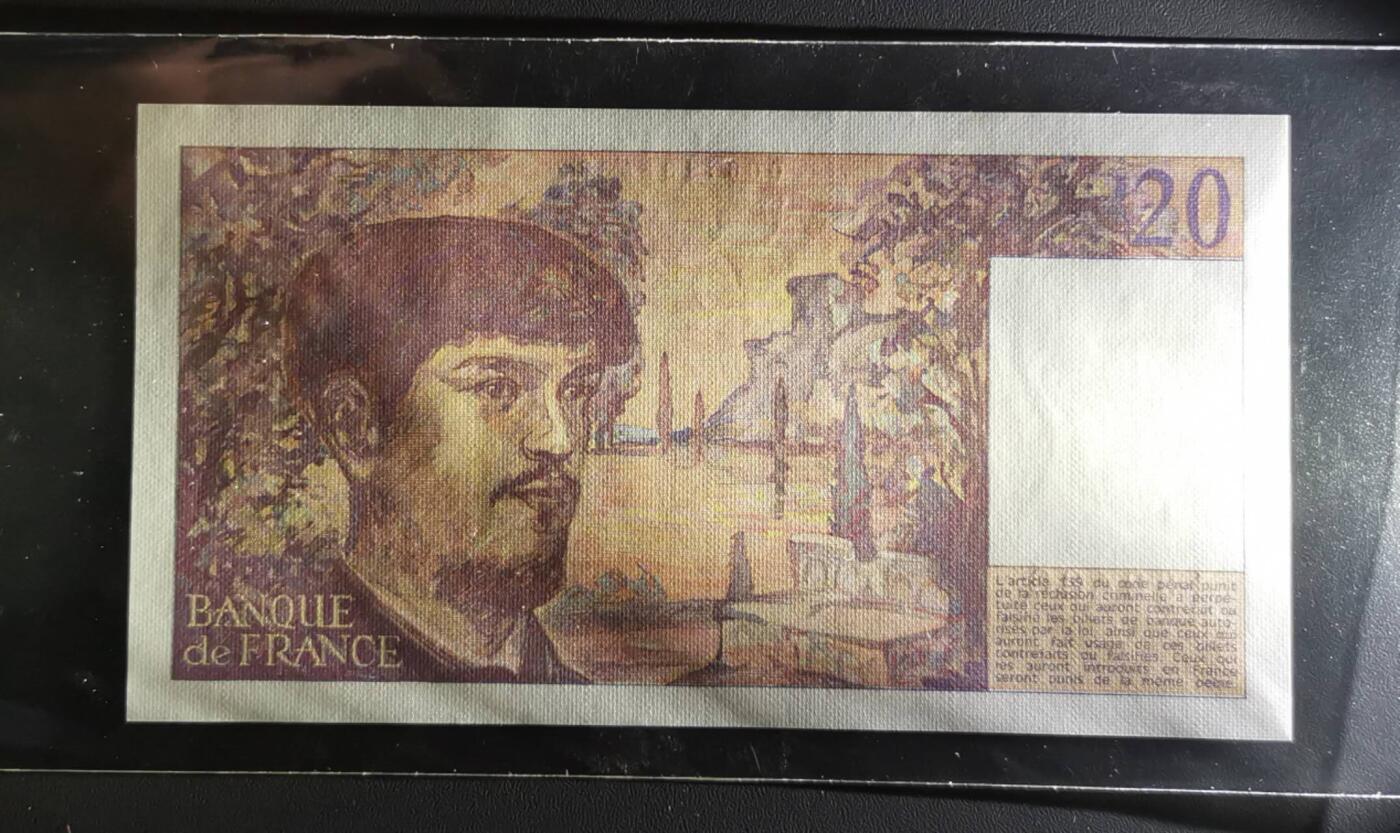 20
BANQUE
de FRANCE
L'article 139 du code pénal punit
de la réclusion criminelle à perpé-
tuité ceux qui auront contrefait ou
falsifié les billets de banque auto-
risés par la loi, ainsi que ceux qui
auront fait usage de ces billets
contrefaits ou falsifiés. Ceux qui
les auront introduits en France
seront punis de la même peine.